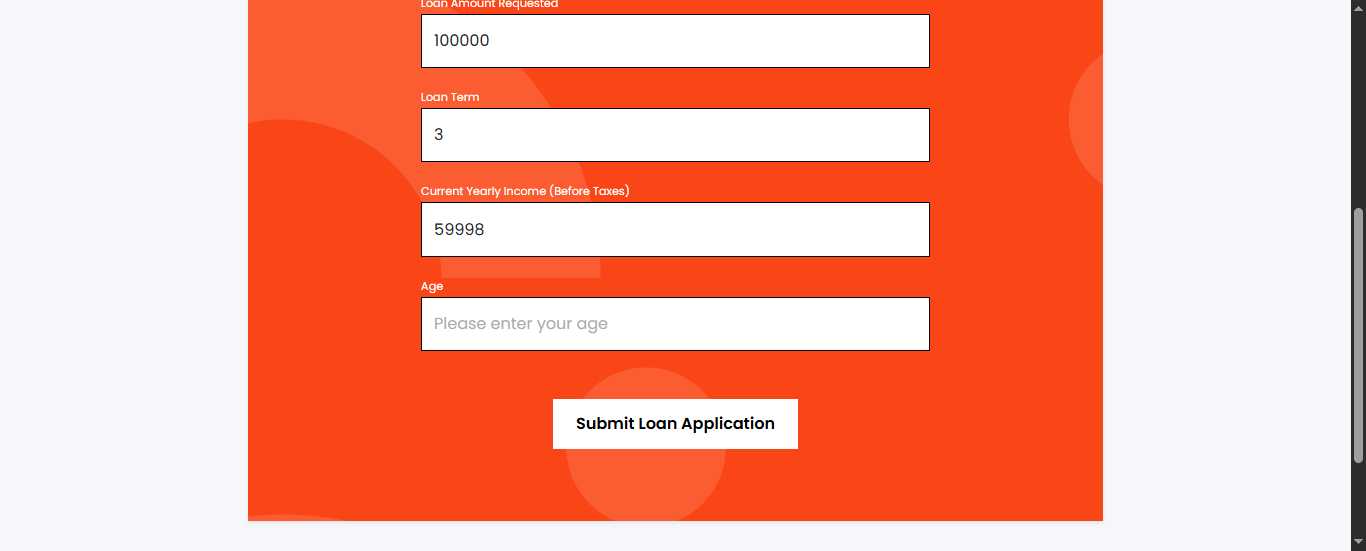 Loan Amount Requested
100000
Loan Term
3
Current Yearly Income (Before Taxes)
59998
Age
Please enter your age
Submit Loan Application